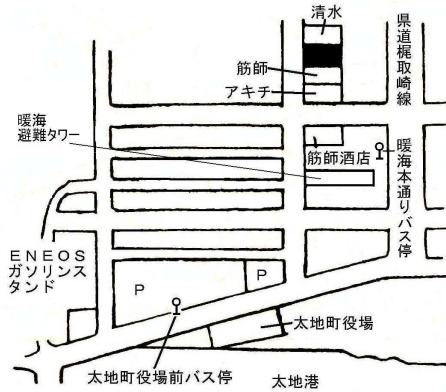 清水
県道梶取崎線
筋師
アキチ
暖海
避難タワー
筋師酒店
暖海本通りバス停
ENEOS
ガソリンス
タンド
P
P
太地町役場
太地町役場前バス停
太地港